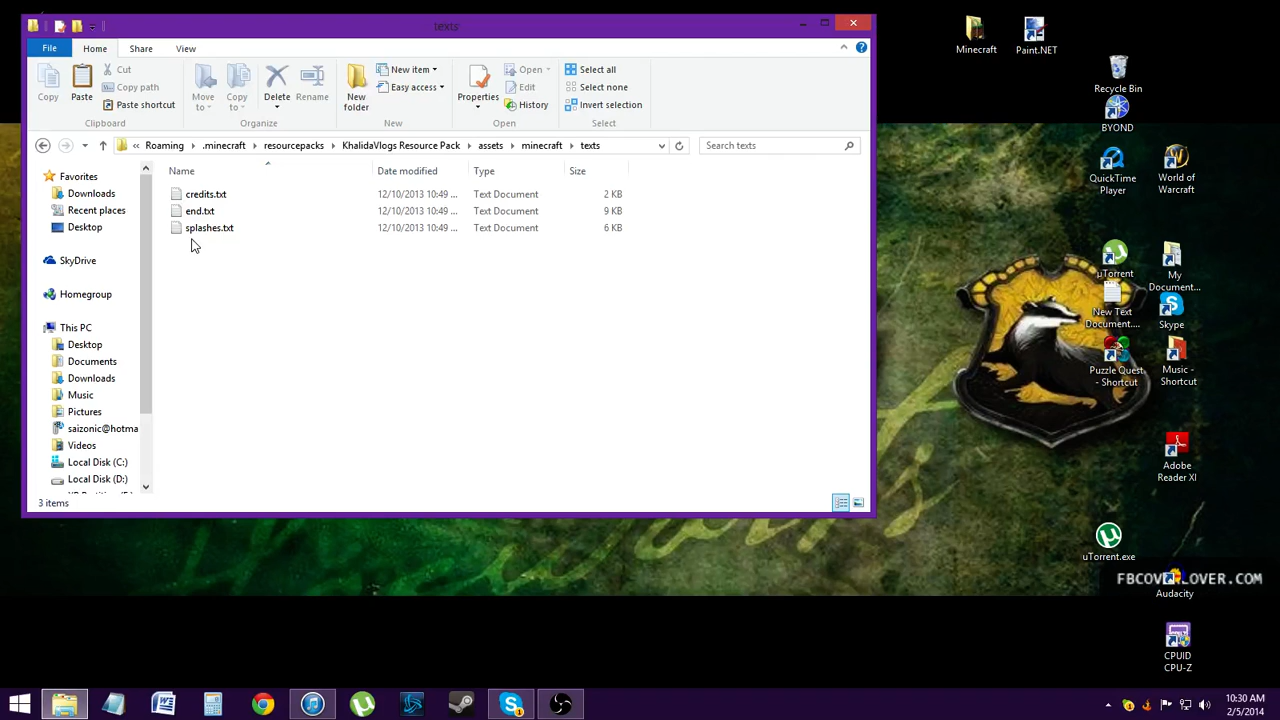 texts
File
Home
Share
View
Copy
Paste
Cut
Copy path
Paste shortcut
Move to
Copy to
Delete
Rename
New folder
New item
Easy access
Properties
Open
Edit
History
Select all
Select none
Invert selection
Clipboard
Organize
New
Open
Select
« Roaming .minecraft resourcepacks KhalidaVlogs Resource Pack assets minecraft texts
Search texts
Name
Date modified
Type
Size
credits.txt 12/10/2013 10:49 ... Text Document 2 KB
end.txt 12/10/2013 10:49 ... Text Document 9 KB
splashes.txt 12/10/2013 10:49 ... Text Document 6 KB
Favorites
Downloads
Recent places
Desktop
SkyDrive
Homegroup
This PC
Desktop
Documents
Downloads
Music
Pictures
saizonic@hotma
Videos
Local Disk (C:)
Local Disk (D:)
3 items
Minecraft
Paint.NET
Recycle Bin
BYOND
QuickTime Player
World of Warcraft
µTorrent
My Document...
New Text Document....
Skype
Puzzle Quest - Shortcut
Music - Shortcut
Adobe Reader XI
uTorrent.exe
Audacity
CPUID CPU-Z
10:30 AM
2/5/2014